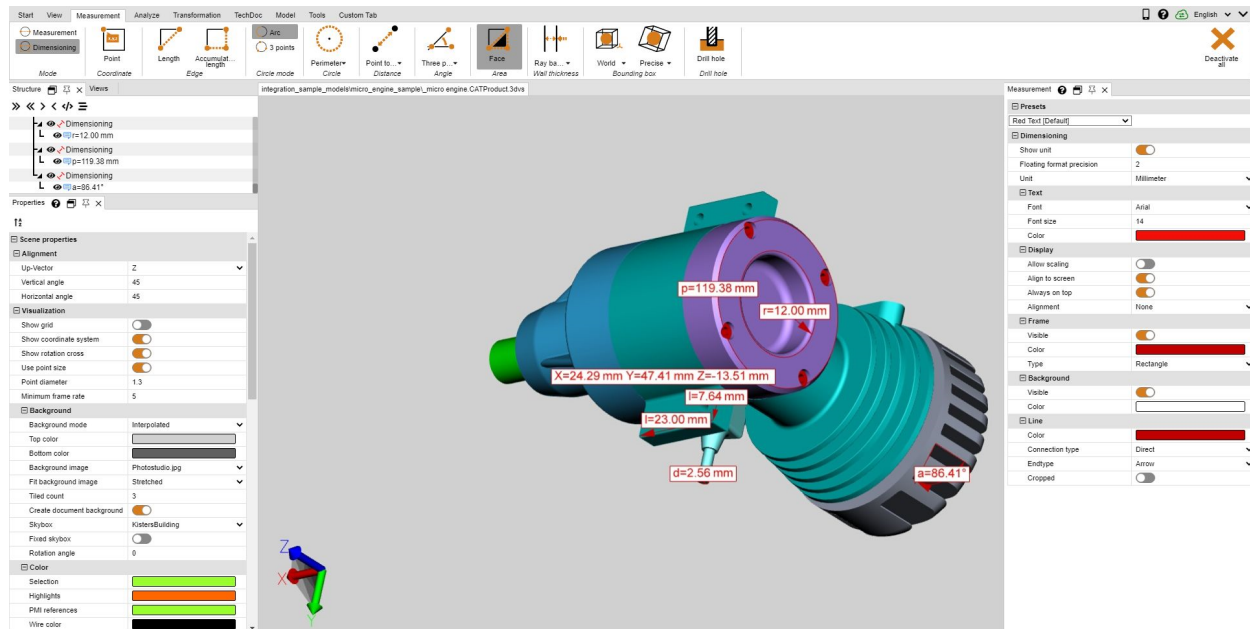 Start View Measurement Analyze Transformation TechDoc Model Tools Custom Tab English
Measurement
Dimensioning
Mode
Point
Coordinate
Length Accumulat... length
Edge
Arc
3 points
Circle mode
Perimeter
Circle
Point to...
Distance
Three p...
Angle
Face
Area
Ray ba...
Wall thickness
World Precise
Bounding box
Drill hole
Drill hole
Deactivate all
Structure Views
Dimensioning
r=12.00 mm
Dimensioning
p=119.38 mm
Dimensioning
a=86.41°
Properties
Scene properties
Alignment
Up-Vector Z
Vertical angle 45
Horizontal angle 45
Visualization
Show grid
Show coordinate system
Show rotation cross
Use point size
Point diameter 1.3
Minimum frame rate 5
Background
Background mode Interpolated
Top color
Bottom color
Background image Photostudio.jpg
Fit background image Stretched
Tiled count 3
Create document background
Skybox KistersBuilding
Fixed skybox
Rotation angle 0
Color
Selection
Highlights
PMI references
Wire color
integration_sample_models\micro_engine_sample\_micro engine.CATProduct.3dvs
p=119.38 mm
r=12.00 mm
X=24.29 mm Y=47.41 mm Z=-13.51 mm
l=7.64 mm
l=23.00 mm
d=2.56 mm
a=86.41°
Z
X
Y
Measurement
Presets
Red Text [Default]
Dimensioning
Show unit
Floating format precision 2
Unit Millimeter
Text
Font Arial
Font size 14
Color
Display
Allow scaling
Align to screen
Always on top
Alignment None
Frame
Visible
Color
Type Rectangle
Background
Visible
Color
Line
Color
Connection type Direct
Endtype Arrow
Cropped